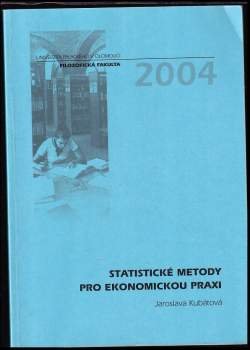 UNIVERZITA PALACKÉHO V OLOMOUCI
FILOZOFICKÁ FAKULTA
2004
STATISTICKÉ METODY
PRO EKONOMICKOU PRAXI
Jaroslava Kubátová